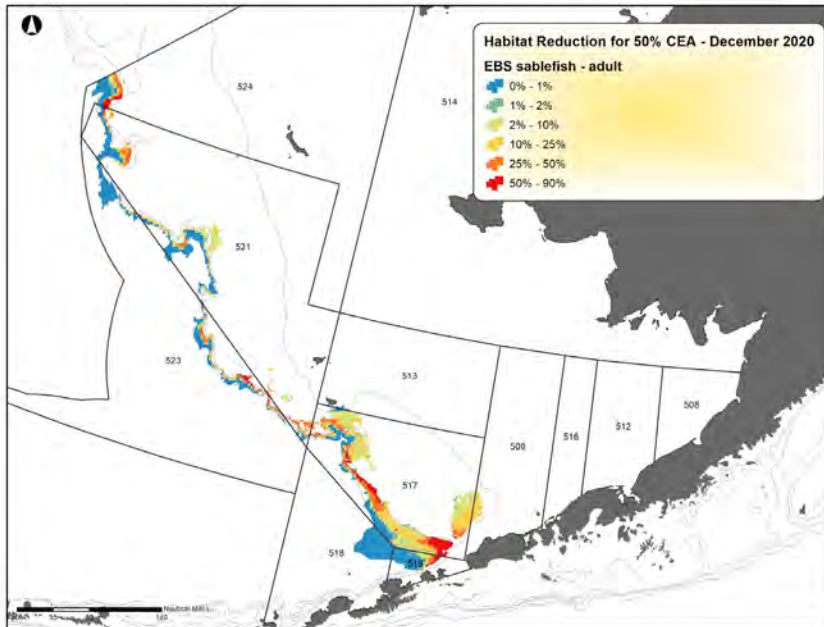 Habitat Reduction for 50% CEA - December 2020
EBS sablefish - adult
0% - 1%
1% - 2%
2% - 10%
10% - 25%
25% - 50%
50% - 90%
524
514
521
523
513
509
516
512
508
517
518
519
Nautical Miles
140